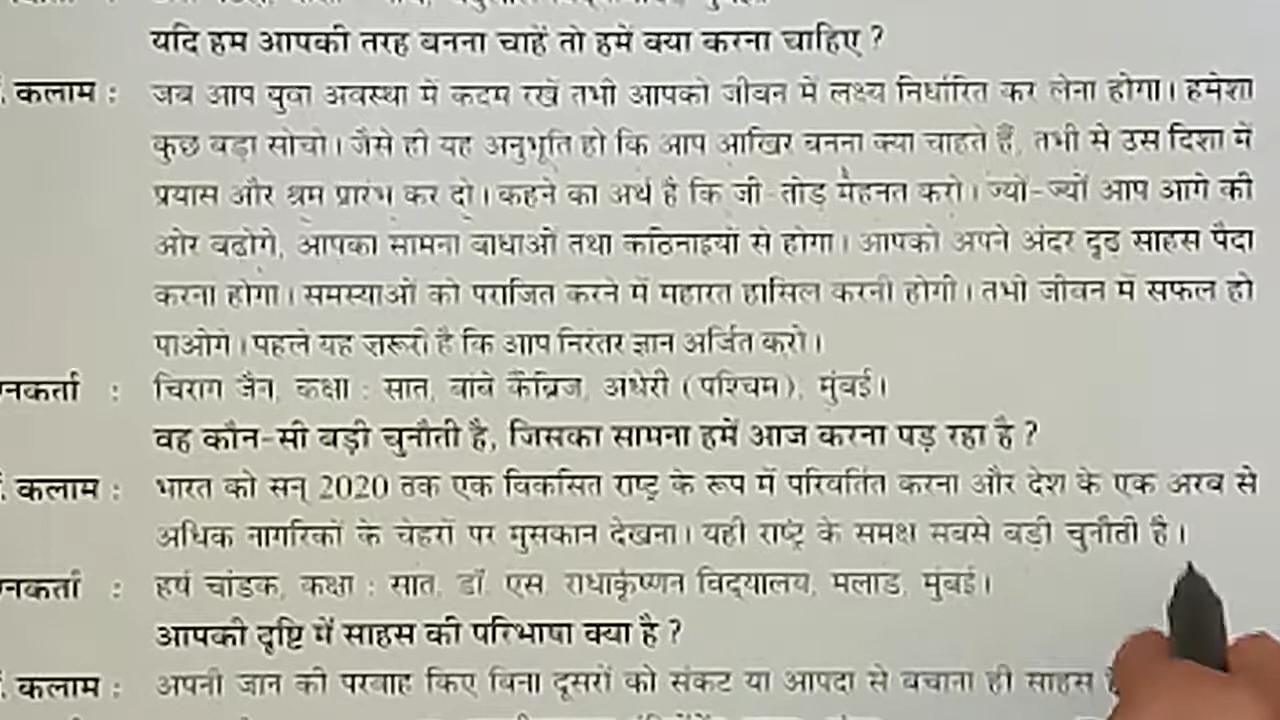 यदि हम आपकी तरह बनना चाहें तो हमें क्या करना चाहिए ?
. कलाम : जब आप युवा अवस्था में कदम रखें तभी आपको जीवन में लक्ष्य निर्धारित कर लेना होगा। हमेशा
कुछ बड़ा सोचो। जैसे ही यह अनुभूति हो कि आप आखिर बनना क्या चाहते हैं, तभी से उस दिशा में
प्रयास और श्रम प्रारंभ कर दो। कहने का अर्थ है कि जी-तोड़ मेहनत करो। ज्यों-ज्यों आप आगे की
ओर बढ़ोगे, आपका सामना बाधाओं तथा कठिनाइयों से होगा। आपको अपने अंदर दृढ़ साहस पैदा
करना होगा। समस्याओं को पराजित करने में महारत हासिल करनी होगी। तभी जीवन में सफल हो
पाओगे। पहले यह ज़रूरी है कि आप निरंतर ज्ञान अर्जित करो।
नकर्ता : चिराग जैन, कक्षा : सात, बांबे कैंब्रिज, अंधेरी (पश्चिम), मुंबई।
वह कौन-सी बड़ी चुनौती है, जिसका सामना हमें आज करना पड़ रहा है ?
. कलाम : भारत को सन् 2020 तक एक विकसित राष्ट्र के रूप में परिवर्तित करना और देश के एक अरब से
अधिक नागरिकों के चेहरों पर मुसकान देखना। यही राष्ट्र के समक्ष सबसे बड़ी चुनौती है।
नकर्ता : हर्ष चांडक, कक्षा : सात, डॉ. एस. राधाकृष्णन विद्यालय, मलाड, मुंबई।
आपकी दृष्टि में साहस की परिभाषा क्या है ?
. कलाम : अपनी जान की परवाह किए बिना दूसरों को संकट या आपदा से बचाना ही साहस